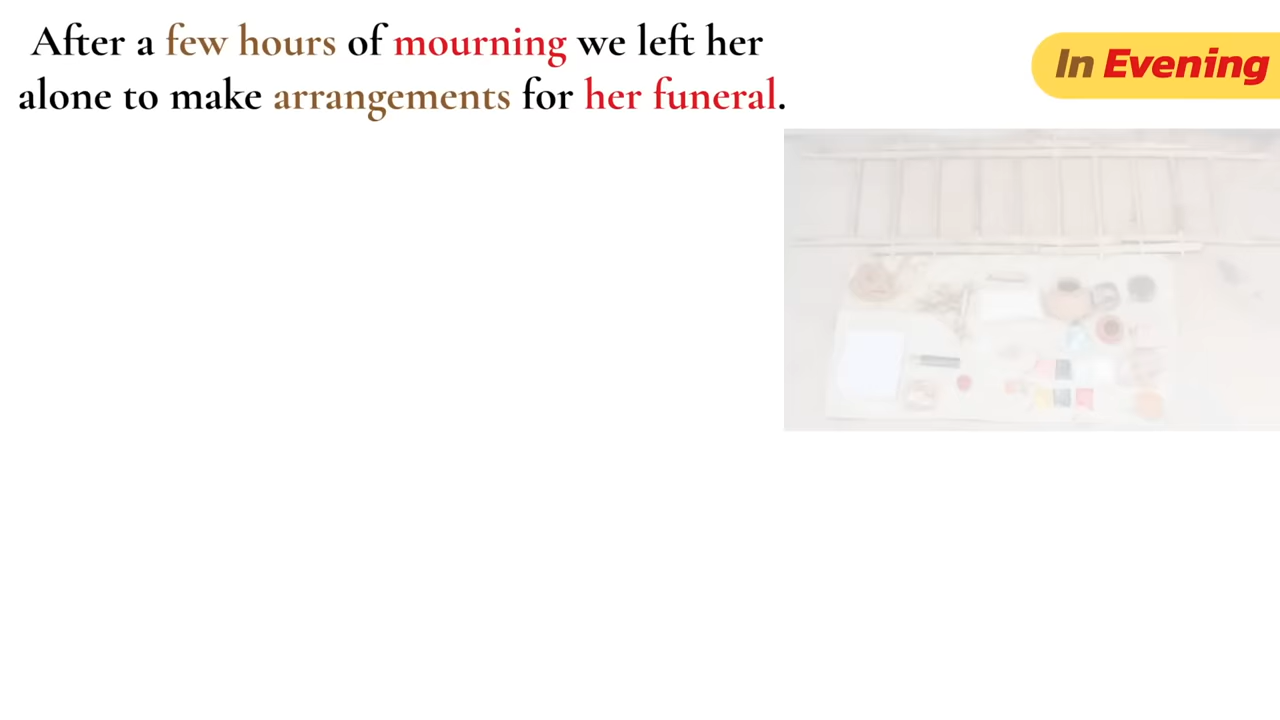 After a few hours of mourning we left her
alone to make arrangements for her funeral.
In Evening